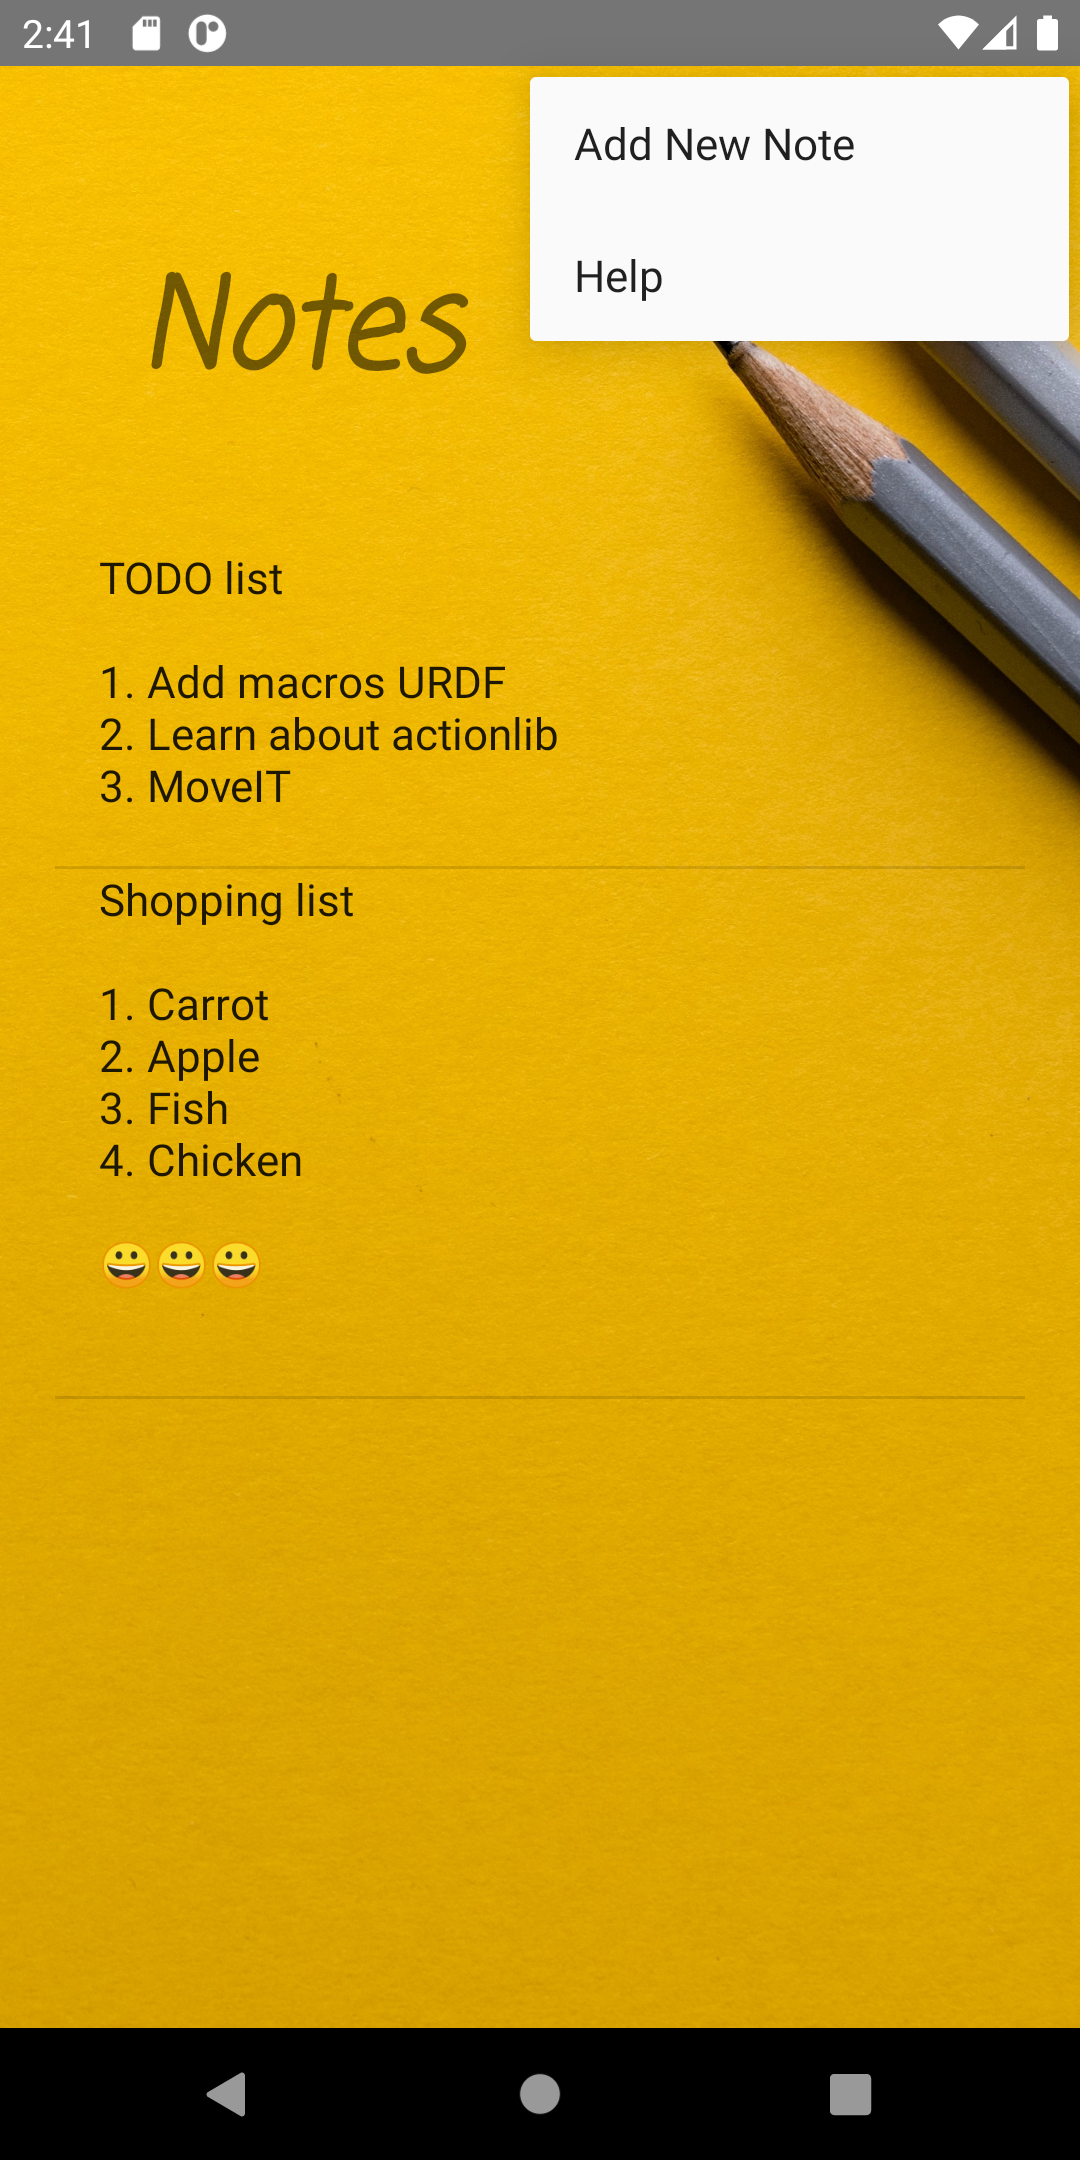 2:41
Add New Note
Help
Notes
TODO list
1. Add macros URDF
2. Learn about actionlib
3. MoveIT
Shopping list
1. Carrot
2. Apple
3. Fish
4. Chicken
😀😀😀